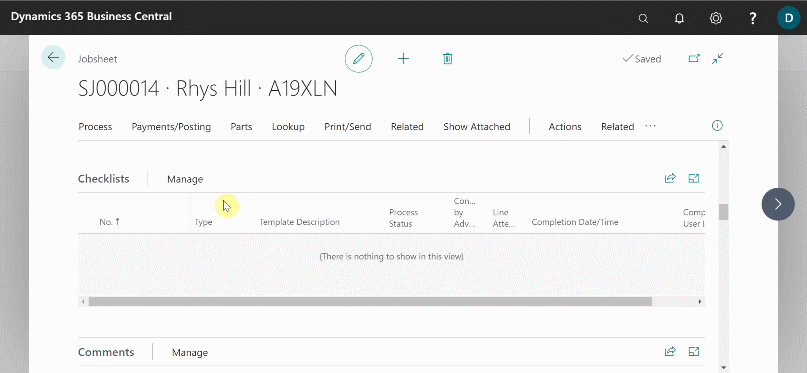 Dynamics 365 Business Central
?
D
Jobsheet
Saved
SJ000014 · Rhys Hill · A19XLN
Process Payments/Posting Parts Lookup Print/Send Related Show Attached Actions Related ···
Checklists Manage
No. ↑ Type Template Description Process Status Con... by Adv... Line Atte... Completion Date/Time Comp User I
(There is nothing to show in this view)
Comments Manage